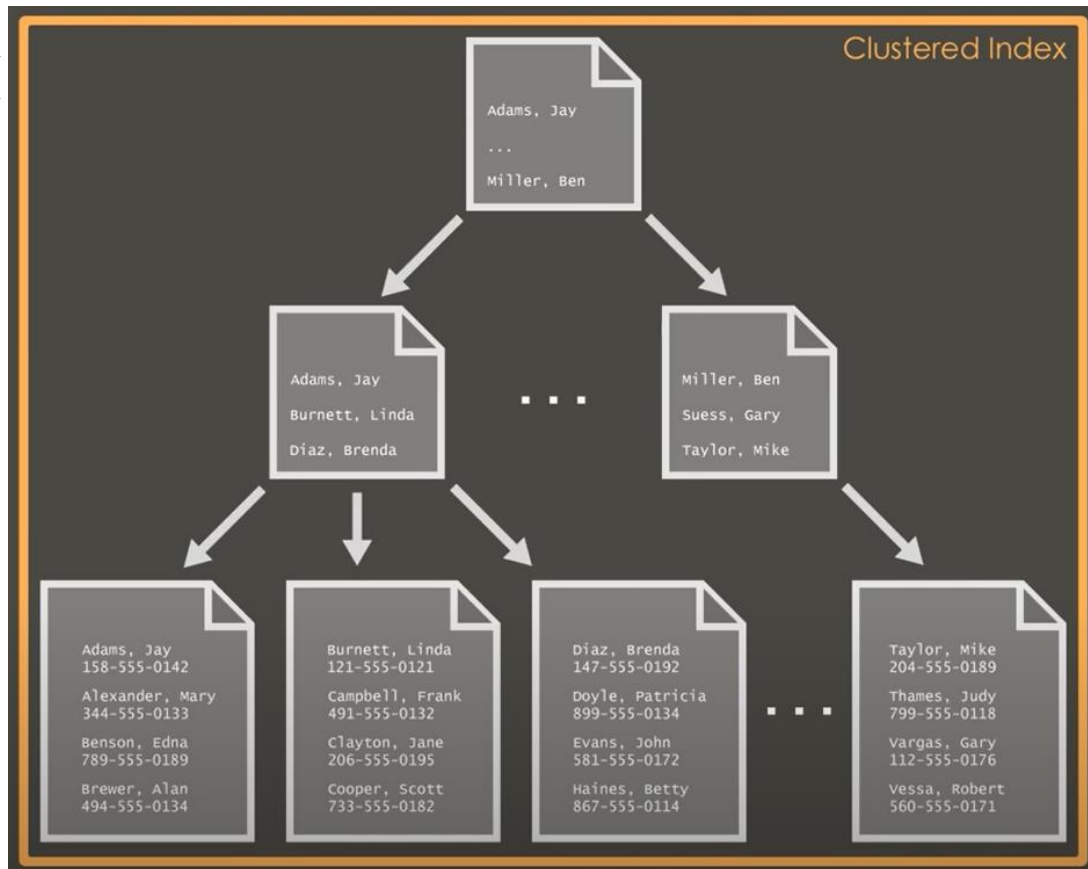 Clustered Index
Adams, Jay
...
Miller, Ben
Adams, Jay
Burnett, Linda
Diaz, Brenda
...
Miller, Ben
Suess, Gary
Taylor, Mike
Adams, Jay
158-555-0142
Alexander, Mary
344-555-0133
Benson, Edna
789-555-0189
Brewer, Alan
494-555-0134
Burnett, Linda
121-555-0121
Campbell, Frank
491-555-0132
Clayton, Jane
206-555-0195
Cooper, Scott
733-555-0182
Diaz, Brenda
147-555-0192
Doyle, Patricia
899-555-0134
Evans, John
581-555-0172
Haines, Betty
867-555-0114
...
Taylor, Mike
204-555-0189
Thames, Judy
799-555-0118
Vargas, Gary
112-555-0176
Vessa, Robert
560-555-0171